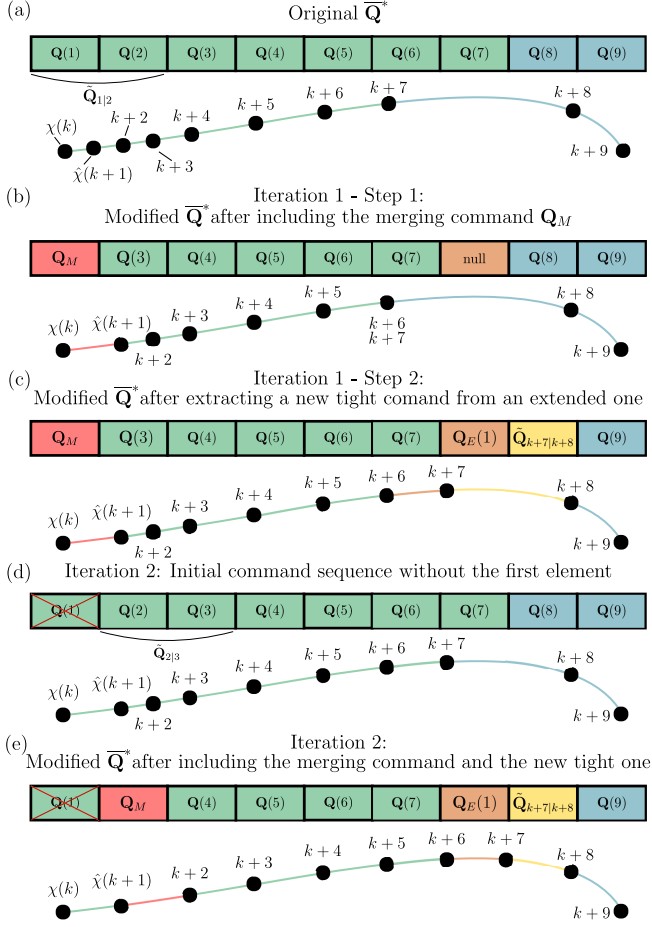 (a)
Original Q̅*
Q(1) Q(2) Q(3) Q(4) Q(5) Q(6) Q(7) Q(8) Q(9)
Q̃1|2
χ(k) χ̂(k+1) k+2 k+3 k+4 k+5 k+6 k+7 k+8 k+9
(b)
Iteration 1 - Step 1:
Modified Q̅* after including the merging command QM
QM Q(3) Q(4) Q(5) Q(6) Q(7) null Q(8) Q(9)
χ(k) χ̂(k+1) k+2 k+3 k+4 k+5 k+6 k+7 k+8 k+9
(c)
Iteration 1 - Step 2:
Modified Q̅* after extracting a new tight comand from an extended one
QM Q(3) Q(4) Q(5) Q(6) Q(7) QE(1) Q̃k+7|k+8 Q(9)
χ(k) χ̂(k+1) k+2 k+3 k+4 k+5 k+6 k+7 k+8 k+9
(d) Iteration 2: Initial command sequence without the first element
Q(1) Q(2) Q(3) Q(4) Q(5) Q(6) Q(7) Q(8) Q(9)
Q̃2|3
χ(k) χ̂(k+1) k+2 k+3 k+4 k+5 k+6 k+7 k+8 k+9
(e)
Iteration 2:
Modified Q̅* after including the merging command and the new tight one
Q(1) QM Q(4) Q(5) Q(6) Q(7) QE(1) Q̃k+7|k+8 Q(9)
χ(k) χ̂(k+1) k+2 k+3 k+4 k+5 k+6 k+7 k+8 k+9